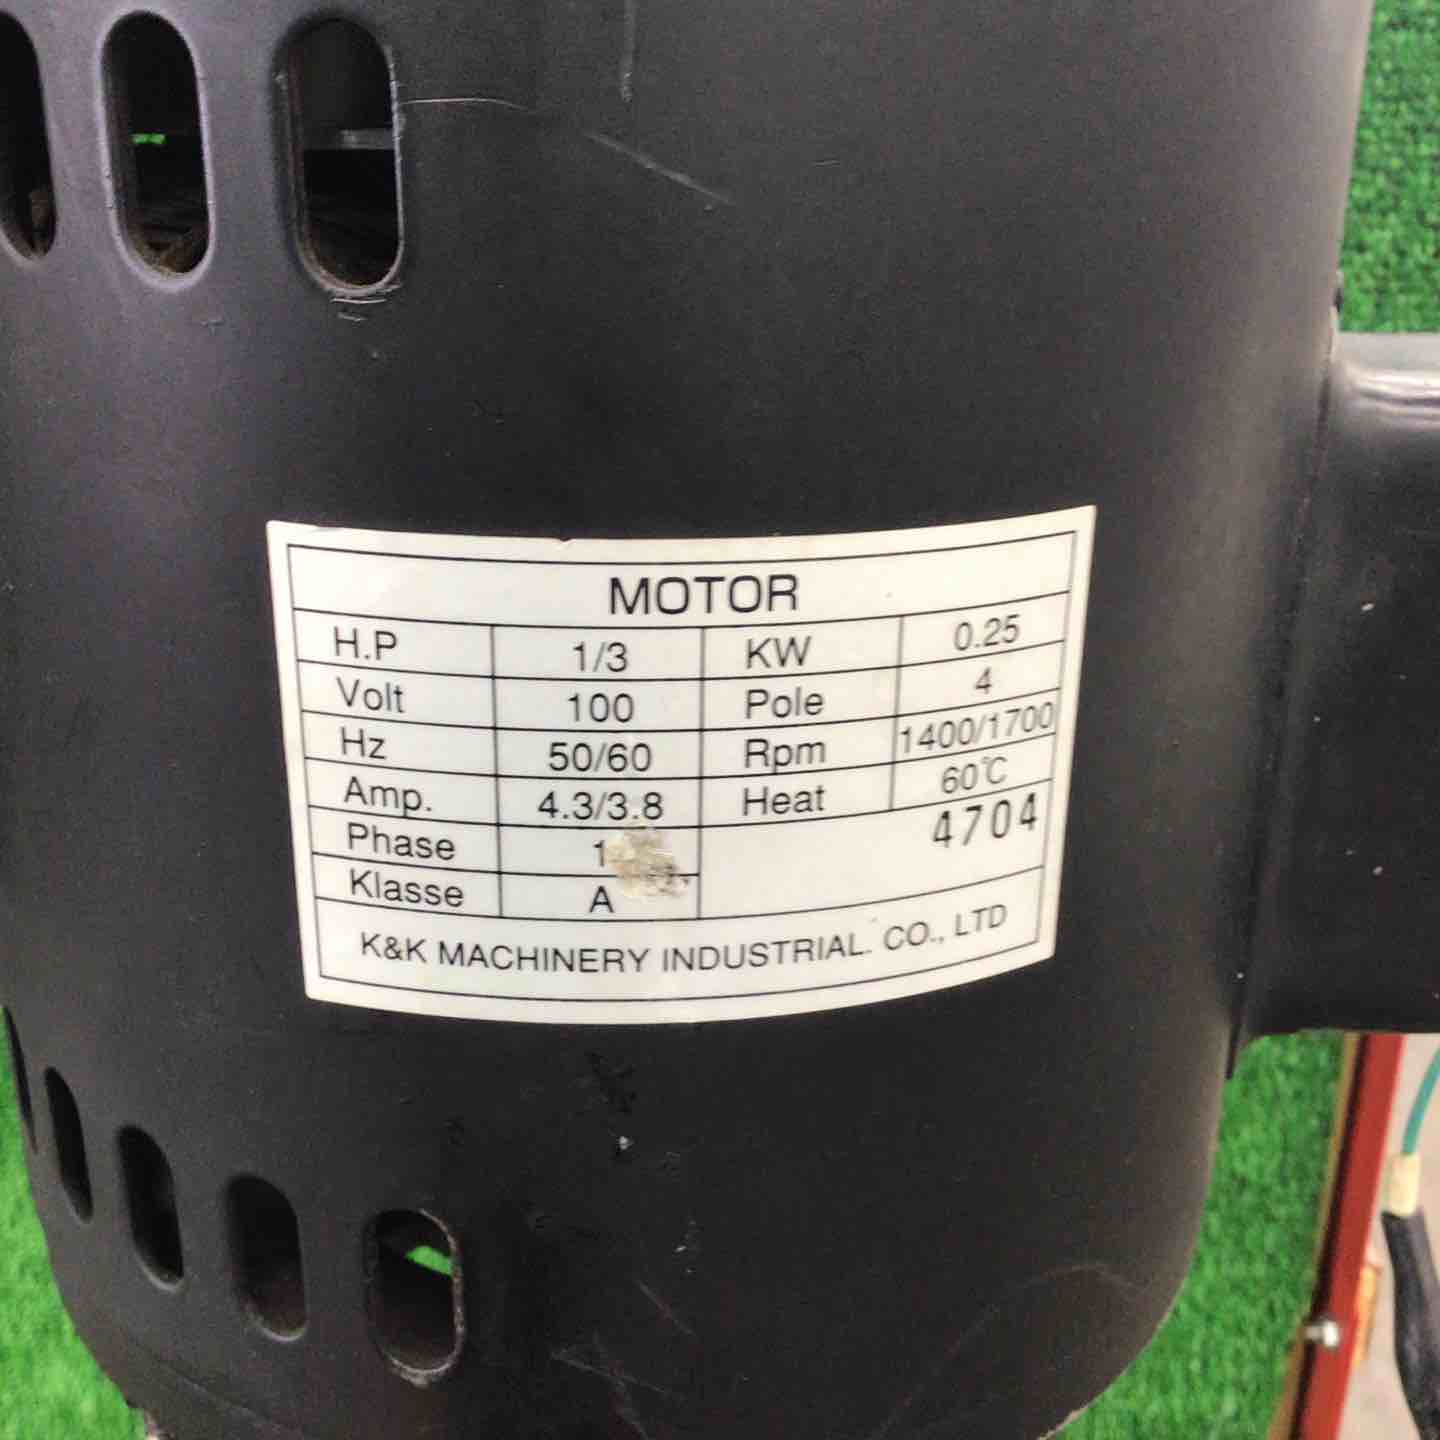 MOTOR
H.P 1/3 KW 0.25
Volt 100 Pole 4
Hz 50/60 Rpm 1400/1700
Amp. 4.3/3.8 Heat 60℃
Phase 1 4704
Klasse A
K&K MACHINERY INDUSTRIAL. CO., LTD